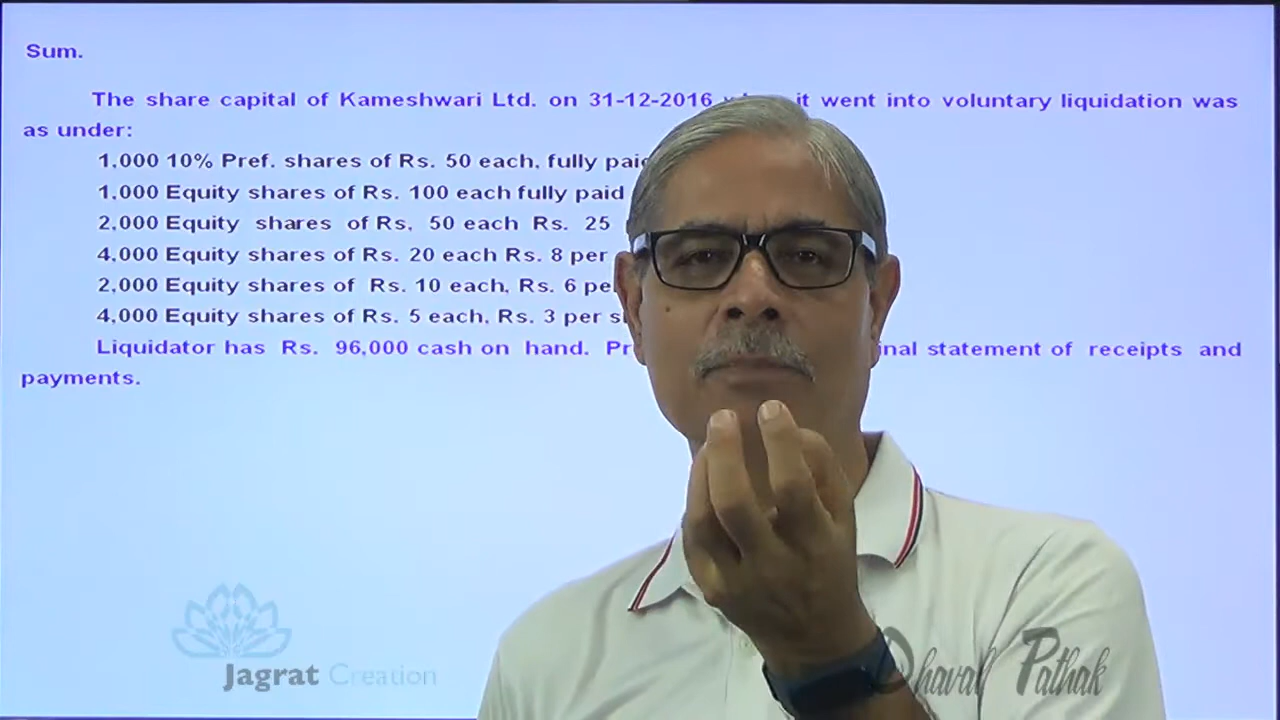 Sum.
The share capital of Kameshwari Ltd. on 31-12-2016 it went into voluntary liquidation was
as under:
1,000 10% Pref. shares of Rs. 50 each, fully
1,000 Equity shares of Rs. 100 each fully paid
2,000 Equity shares of Rs, 50 each Rs. 25
4,000 Equity shares of Rs. 20 each Rs. 8 per
2,000 Equity shares of Rs. 10 each, Rs. 6
4,000 Equity shares of Rs. 5 each, Rs. 3 per
Liquidator has Rs. 96,000 cash on hand. statement of receipts and
payments.
Jagrat Creation
Dhaval Pathak